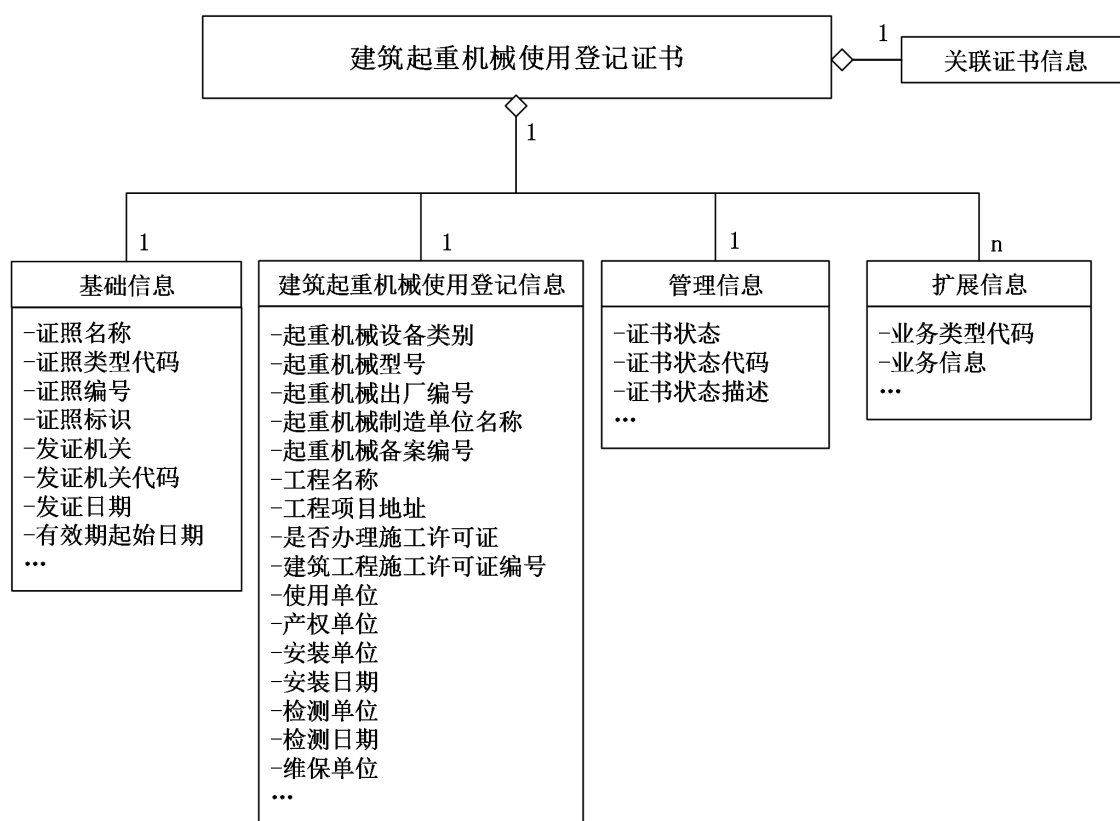 建筑起重机械使用登记证书
1
关联证书信息
1
1
1
1
n
基础信息
-证照名称
-证照类型代码
-证照编号
-证照标识
-发证机关
-发证机关代码
-发证日期
-有效期起始日期
…
建筑起重机械使用登记信息
-起重机械设备类别
-起重机械型号
-起重机械出厂编号
-起重机械制造单位名称
-起重机械备案编号
-工程名称
-工程项目地址
-是否办理施工许可证
-建筑工程施工许可证编号
-使用单位
-产权单位
-安装单位
-安装日期
-检测单位
-检测日期
-维保单位
…
管理信息
-证书状态
-证书状态代码
-证书状态描述
…
扩展信息
-业务类型代码
-业务信息
…